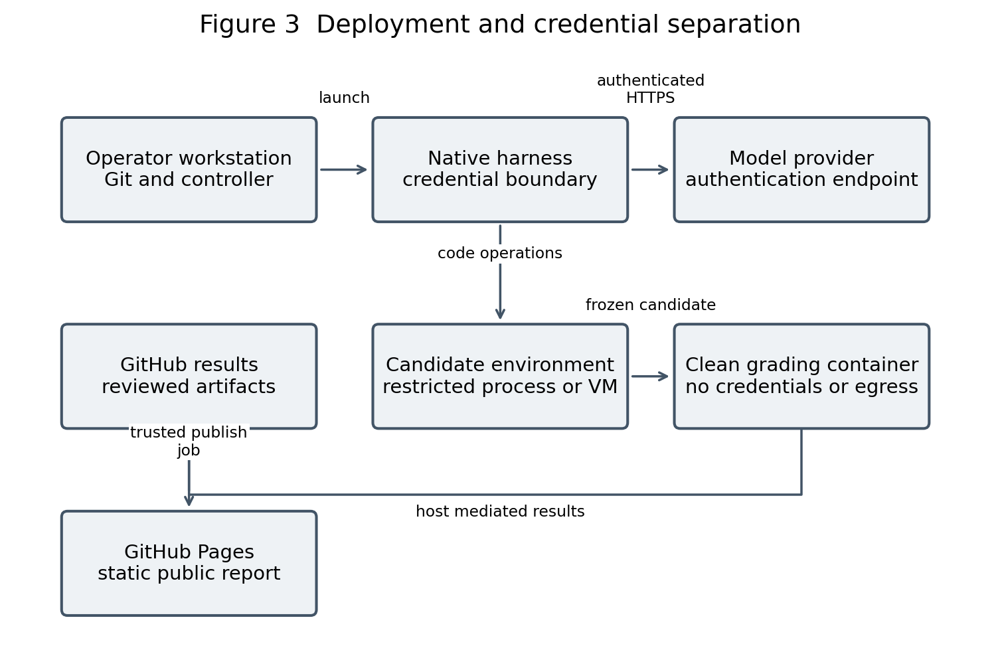 Figure 3  Deployment and credential separation
launch
authenticated
HTTPS
Operator workstation
Git and controller
Native harness
credential boundary
Model provider
authentication endpoint
code operations
frozen candidate
GitHub results
reviewed artifacts
Candidate environment
restricted process or VM
Clean grading container
no credentials or egress
trusted publish
job
host mediated results
GitHub Pages
static public report